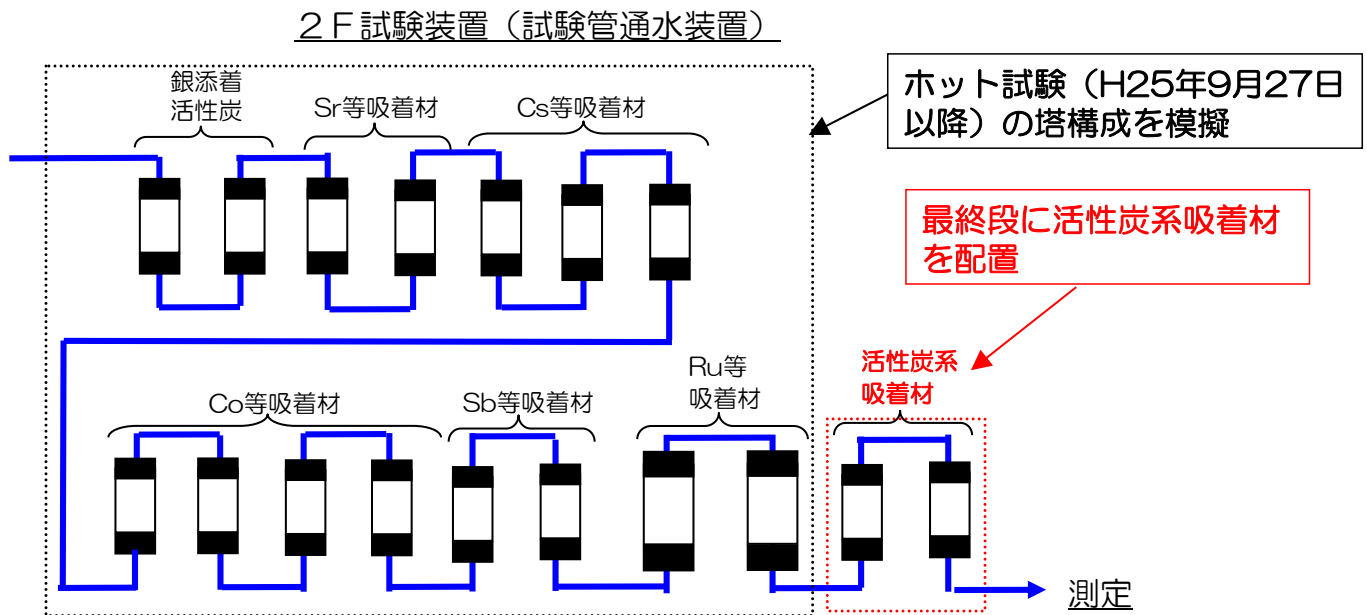 ２Ｆ試験装置（試験管通水装置）
銀添着
活性炭
Sr等吸着材
Cs等吸着材
ホット試験（H25年9月27日
以降）の塔構成を模擬
最終段に活性炭系吸着材
を配置
Co等吸着材
Sb等吸着材
Ru等
吸着材
活性炭系
吸着材
測定